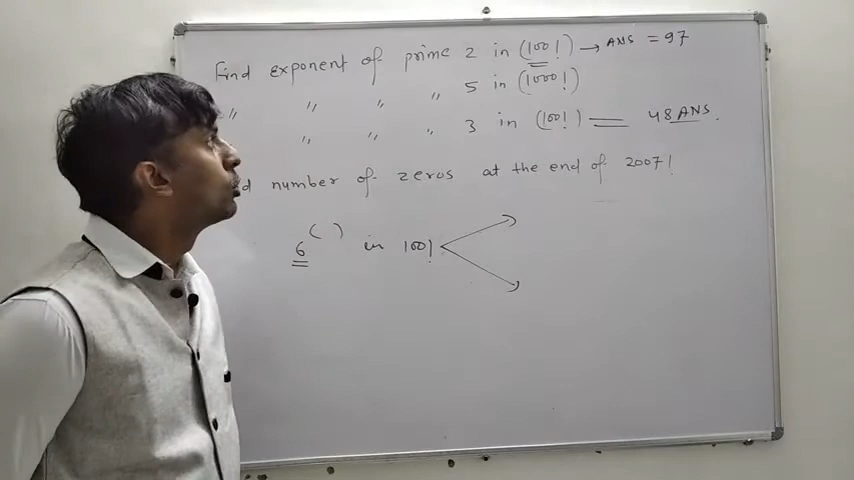 Find exponent of prime 2 in (100!) → ANS = 97
" " " " 5 in (1000!)
" " " 3 in (100!) = 48 ANS.
number of zeros at the end of 2007!
6^( ) in 100!